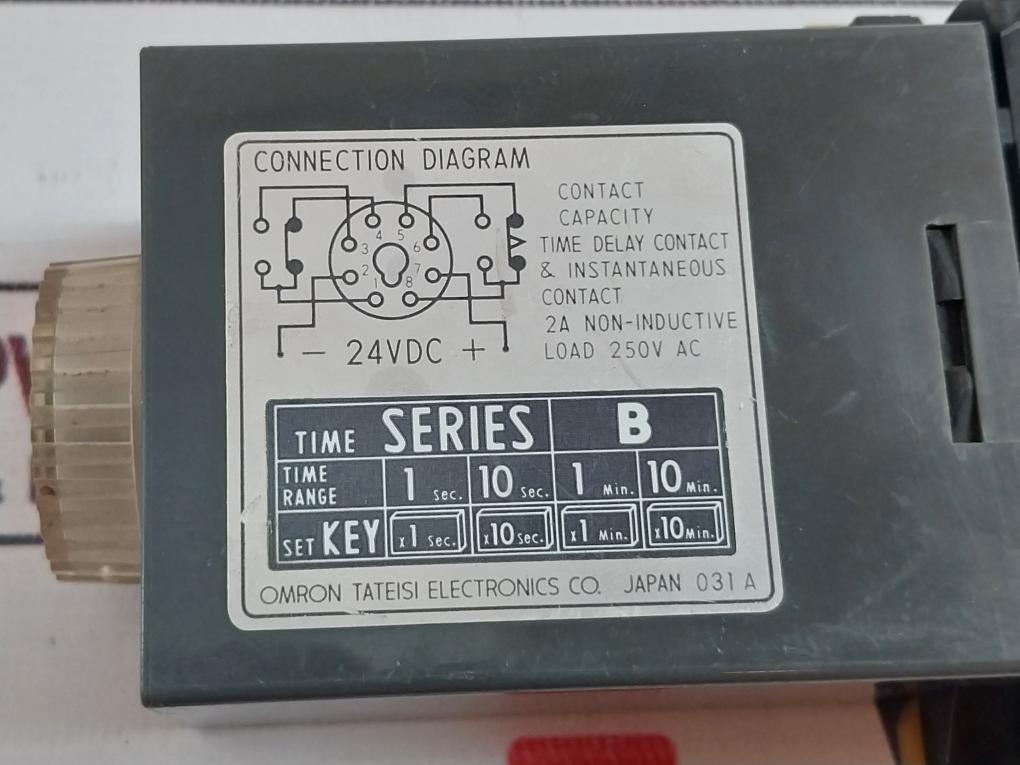 CONNECTION DIAGRAM
CONTACT
CAPACITY
TIME DELAY CONTACT
& INSTANTANEOUS
CONTACT
2A NON-INDUCTIVE
LOAD 250V AC
4 5
3 6
2 7
1 8
- 24VDC +
TIME SERIES B
TIME RANGE 1 Sec. 10 Sec. 1 Min. 10 Min.
SET KEY x1 Sec. x10 Sec. x1 Min. x10 Min.
OMRON TATEISI ELECTRONICS CO. JAPAN 031A